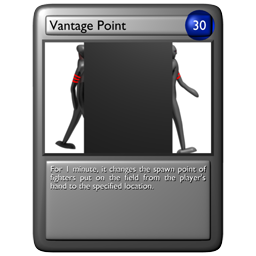 Vantage Point
30
For 1 minute, it changes the spawn point of
fighters put on the field from the player's
hand to the specified location.